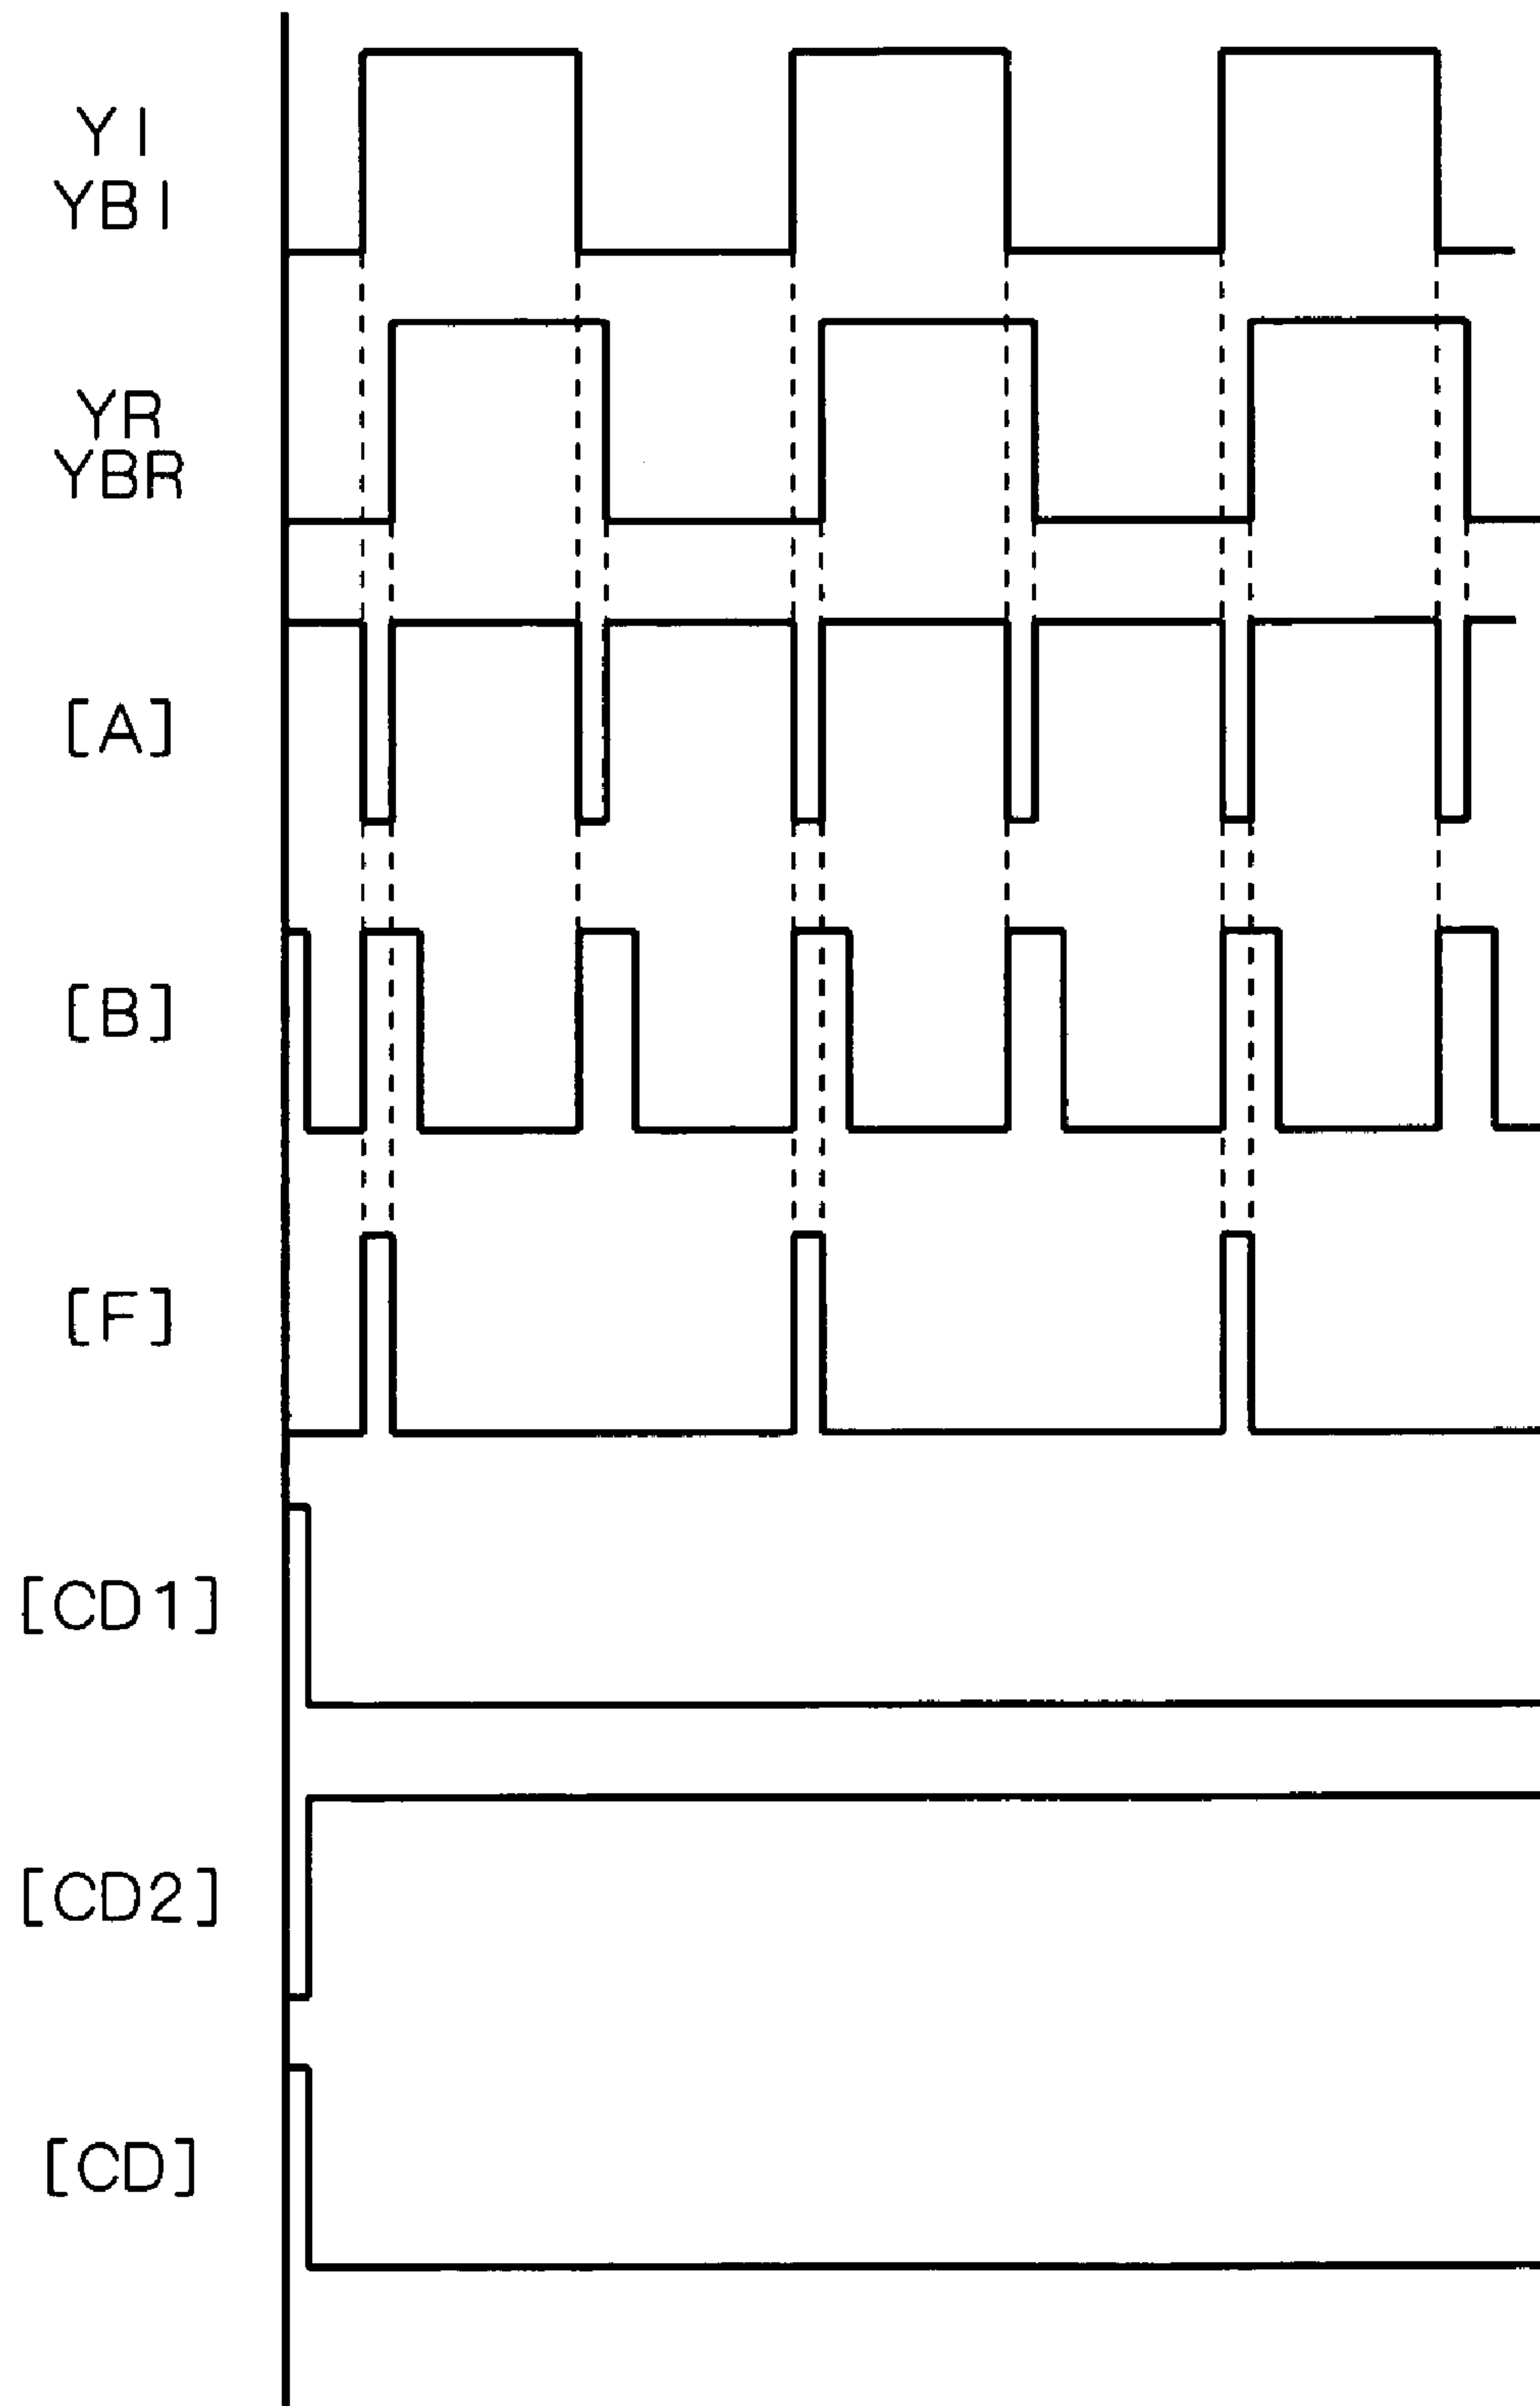 YI
YBI
YR
YBR
[A]
[B]
[F]
[CD1]
[CD2]
[CD]